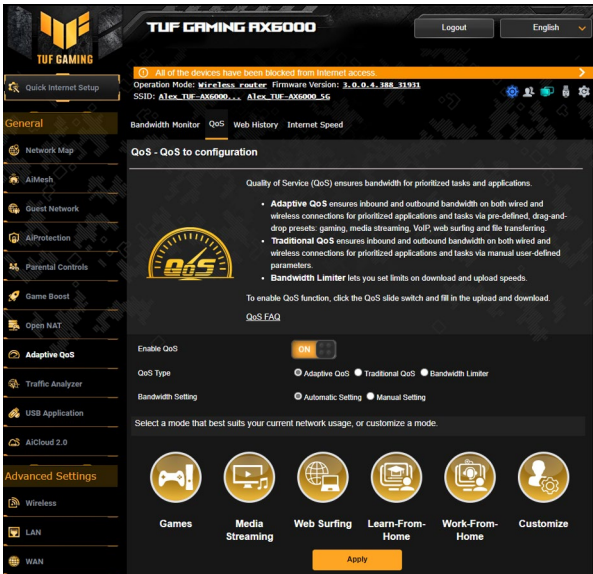 TUF GAMING
TUF GAMING AX6000
Logout
English
All of the devices have been blocked from Internet access.
Quick Internet Setup
Operation Mode: Wireless router Firmware Version: 3.0.0.4.388_31931
SSID: Alex_TUF-AX6000... Alex_TUF-AX6000_5G
General
Bandwidth Monitor QoS Web History Internet Speed
Network Map
AiMesh
Guest Network
AiProtection
Parental Controls
Game Boost
Open NAT
Adaptive QoS
Traffic Analyzer
USB Application
AiCloud 2.0
Advanced Settings
Wireless
LAN
WAN
QoS - QoS to configuration
QoS
Quality of Service (QoS) ensures bandwidth for prioritized tasks and applications.
• Adaptive QoS ensures inbound and outbound bandwidth on both wired and
wireless connections for prioritized applications and tasks via pre-defined, drag-and-
drop presets: gaming, media streaming, VoIP, web surfing and file transferring.
• Traditional QoS ensures inbound and outbound bandwidth on both wired and
wireless connections for prioritized applications and tasks via manual user-defined
parameters.
• Bandwidth Limiter lets you set limits on download and upload speeds.
To enable QoS function, click the QoS slide switch and fill in the upload and download.
QoS FAQ
Enable QoS ON
QoS Type Adaptive QoS Traditional QoS Bandwidth Limiter
Bandwidth Setting Automatic Setting Manual Setting
Select a mode that best suits your current network usage, or customize a mode.
Games
Media
Streaming
Web Surfing
Learn-From-
Home
Work-From-
Home
Customize
Apply